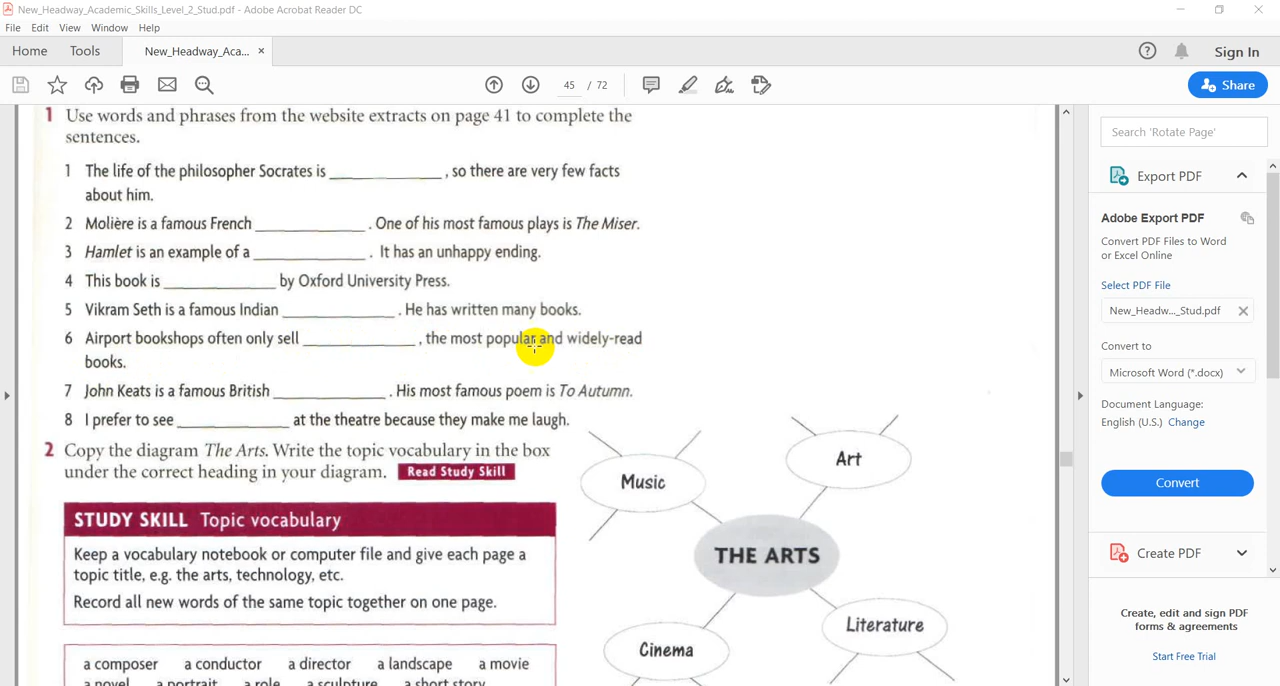 New_Headway_Academic_Skills_Level_2_Stud.pdf - Adobe Acrobat Reader DC
File Edit View Window Help
Home Tools New_Headway_Aca... ×
45 / 72
Sign In
Share
1 Use words and phrases from the website extracts on page 41 to complete the
sentences.
1 The life of the philosopher Socrates is ____________, so there are very few facts
about him.
2 Molière is a famous French ____________. One of his most famous plays is The Miser.
3 Hamlet is an example of a ____________. It has an unhappy ending.
4 This book is ____________ by Oxford University Press.
5 Vikram Seth is a famous Indian ____________. He has written many books.
6 Airport bookshops often only sell ____________, the most popular and widely-read
books.
7 John Keats is a famous British ____________. His most famous poem is To Autumn.
8 I prefer to see ____________ at the theatre because they make me laugh.
2 Copy the diagram The Arts. Write the topic vocabulary in the box
under the correct heading in your diagram. Read Study Skill
STUDY SKILL Topic vocabulary
Keep a vocabulary notebook or computer file and give each page a
topic title, e.g. the arts, technology, etc.
Record all new words of the same topic together on one page.
a composer a conductor a director a landscape a movie
a novel a portrait a role a sculpture a short story
Music
Art
THE ARTS
Literature
Cinema
Search 'Rotate Page'
Export PDF
Adobe Export PDF
Convert PDF Files to Word
or Excel Online
Select PDF File
New_Headw..._Stud.pdf
Convert to
Microsoft Word (*.docx)
Document Language:
English (U.S.) Change
Convert
Create PDF
Create, edit and sign PDF
forms & agreements
Start Free Trial